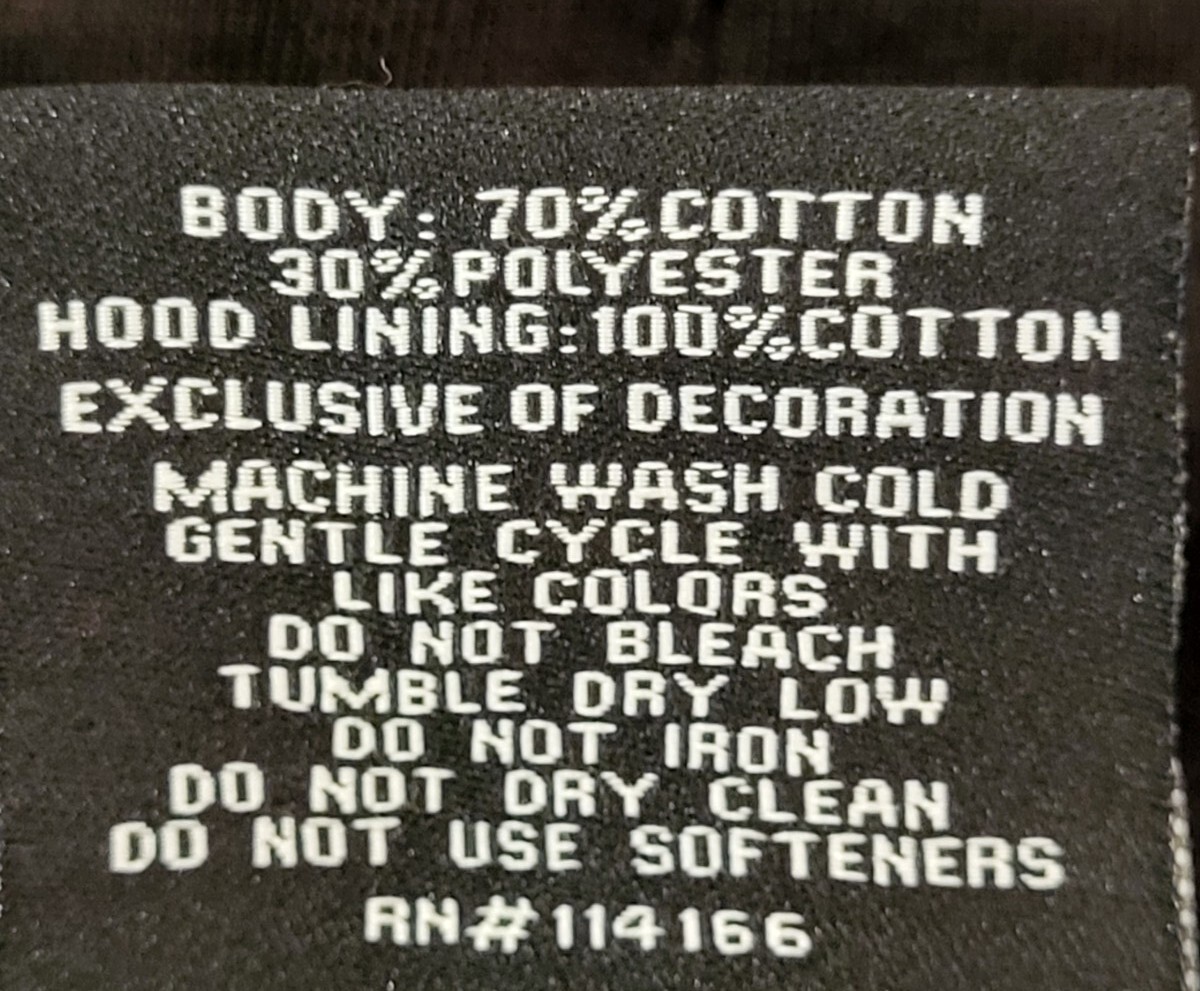 BODY: 70%COTTON
30%POLYESTER
HOOD LINING:100%COTTON
EXCLUSIVE OF DECORATION
MACHINE WASH COLD
GENTLE CYCLE WITH
LIKE COLORS
DO NOT BLEACH
TUMBLE DRY LOW
DO NOT IRON
DO NOT DRY CLEAN
DO NOT USE SOFTENERS
RN#114166